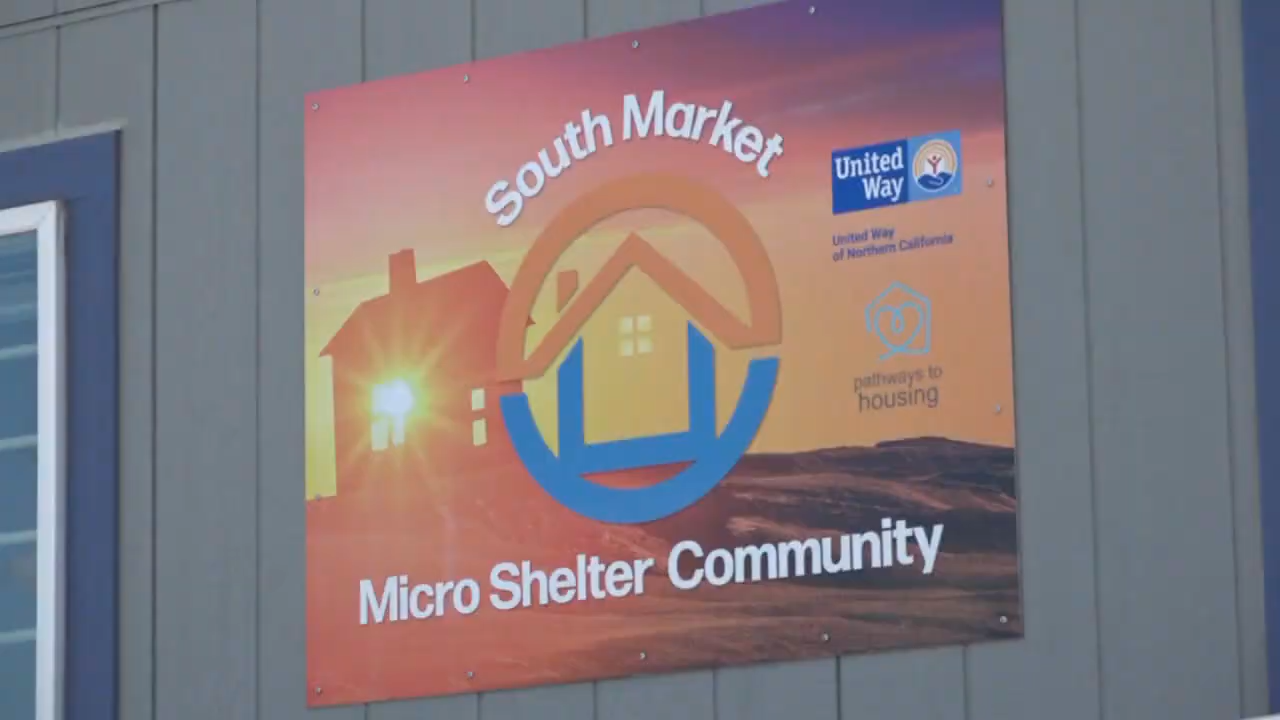 South Market
United
Way
United Way
of Northern California
pathways to
housing
Micro Shelter Community